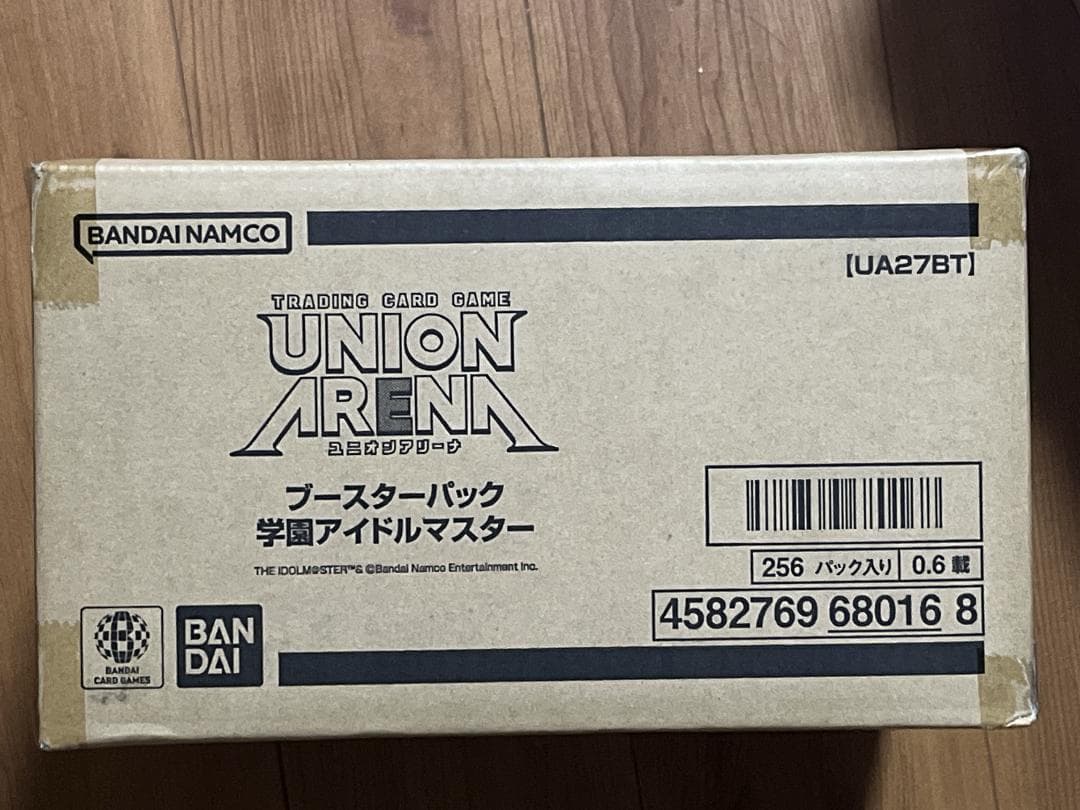 BANDAI NAMCO
【UA27BT】
TRADING CARD GAME
UNION
ARENA
ユニオンアリーナ
ブースターパック
学園アイドルマスター
THE IDOLM@STER™& ©Bandai Namco Entertainment Inc.
256 パック入り 0.6 載
4582769 68016 8
BANDAI
CARD GAMES
BAN
DAI